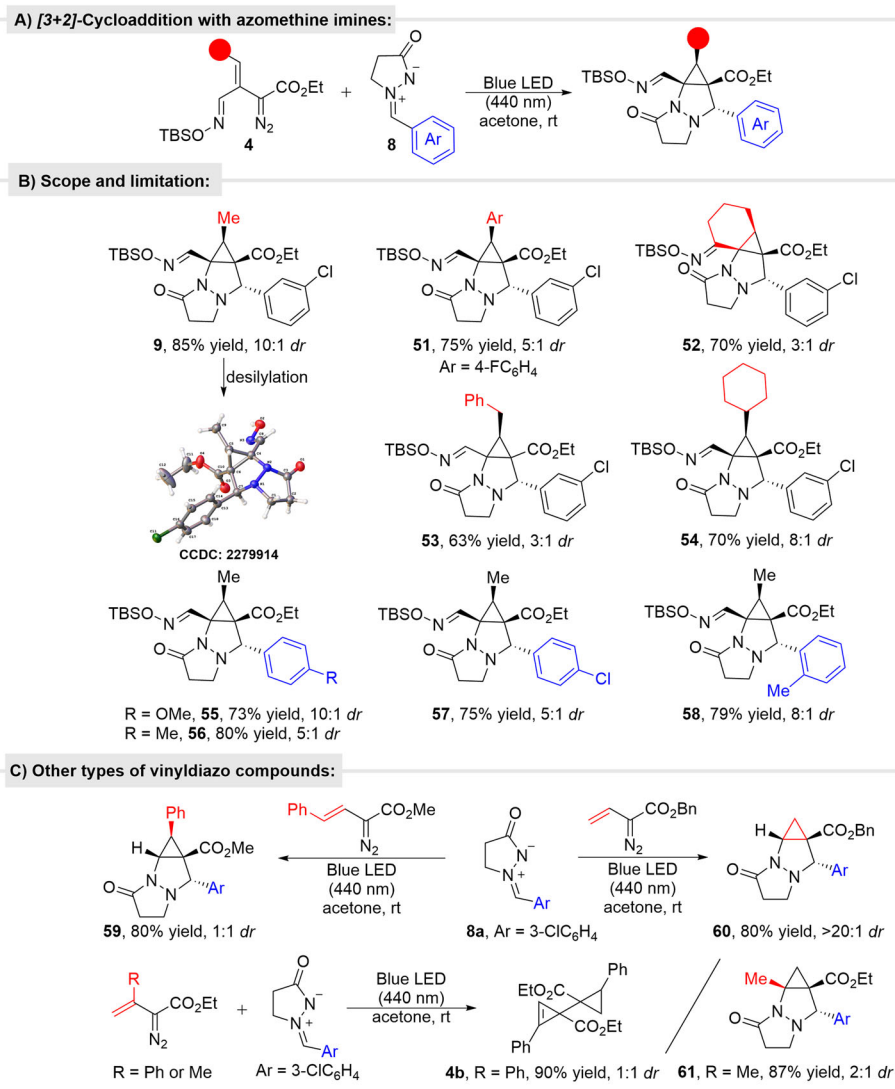 A) [3+2]-Cycloaddition with azomethine imines:
CO2Et
N2
TBSO
N
4
+
O
N
−
N
+
Ar
8
Blue LED
(440 nm)
acetone, rt
TBSO
N
CO2Et
N
N
O
Ar
B) Scope and limitation:
Me
TBSO
N
CO2Et
Cl
N
N
O
9, 85% yield, 10:1 dr
Ar
TBSO
N
CO2Et
Cl
N
N
O
51, 75% yield, 5:1 dr
Ar = 4-FC6H4
TBSO
N
CO2Et
Cl
N
N
O
52, 70% yield, 3:1 dr
desilylation
CCDC: 2279914
Ph
TBSO
N
CO2Et
Cl
N
N
O
53, 63% yield, 3:1 dr
TBSO
N
CO2Et
Cl
N
N
O
54, 70% yield, 8:1 dr
Me
TBSO
N
CO2Et
N
N
O
R
R = OMe, 55, 73% yield, 10:1 dr
R = Me, 56, 80% yield, 5:1 dr
Me
TBSO
N
CO2Et
N
N
O
Cl
57, 75% yield, 5:1 dr
Me
TBSO
N
CO2Et
N
N
O
Me
58, 79% yield, 8:1 dr
C) Other types of vinyldiazo compounds:
Ph
H
CO2Me
N
N
O
Ar
59, 80% yield, 1:1 dr
Ph
CO2Me
N2
Blue LED
(440 nm)
acetone, rt
O
N
−
N
+
Ar
8a, Ar = 3-ClC6H4
CO2Bn
N2
Blue LED
(440 nm)
acetone, rt
H
CO2Bn
N
N
O
Ar
60, 80% yield, >20:1 dr
R
CO2Et
N2
R = Ph or Me
+
O
N
−
N
+
Ar
Ar = 3-ClC6H4
Blue LED
(440 nm)
acetone, rt
Ph
EtO2C
CO2Et
Ph
4b, R = Ph, 90% yield, 1:1 dr
Me
CO2Et
N
N
O
Ar
61, R = Me, 87% yield, 2:1 dr